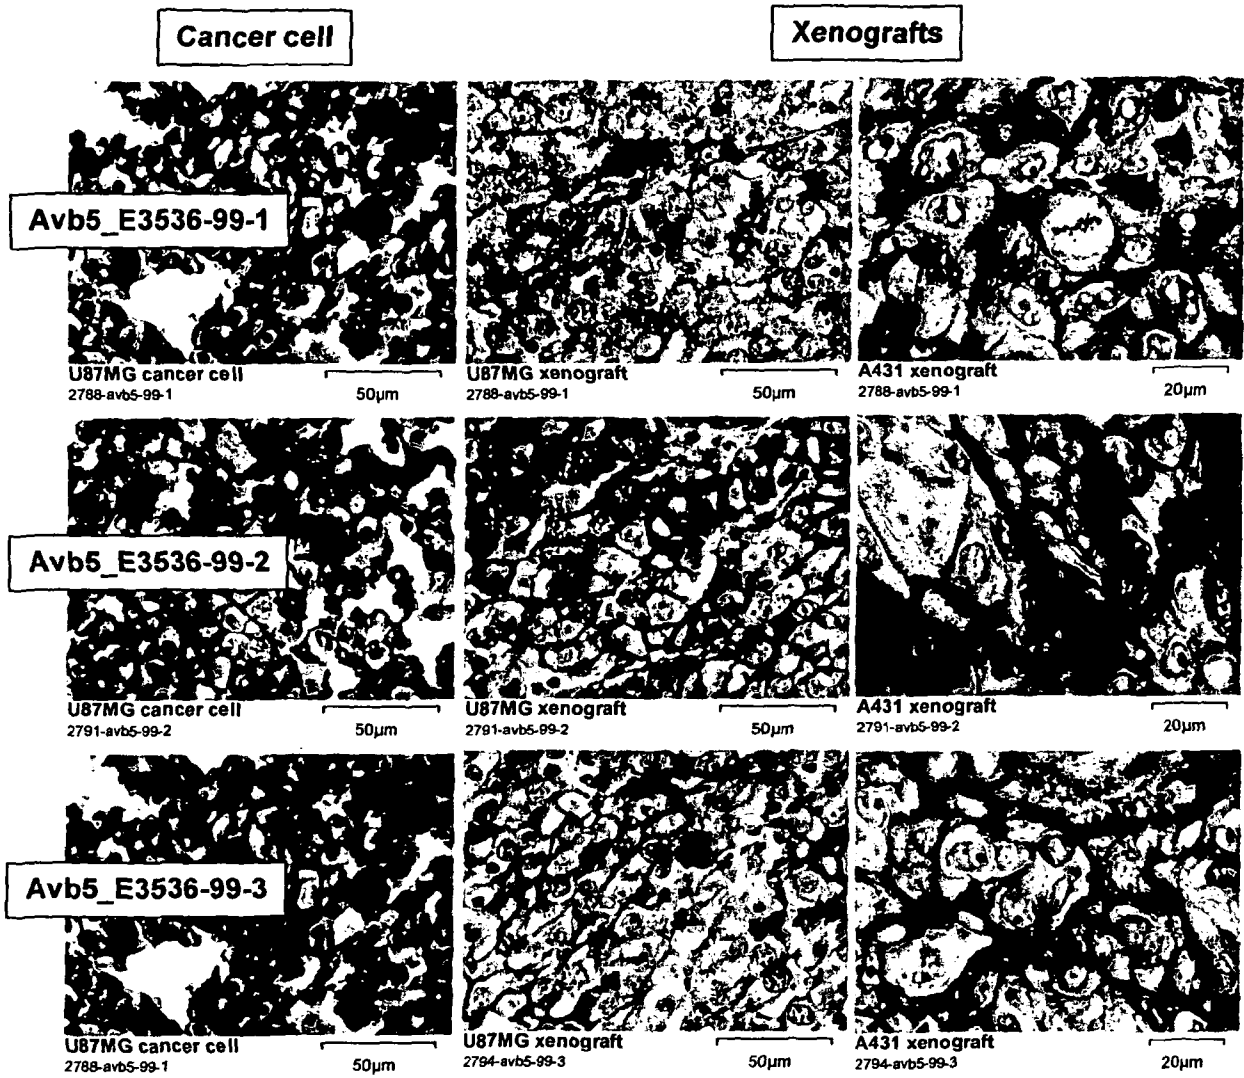 Cancer cell
Xenografts
Avb5_E3536-99-1
U87MG cancer cell
2788-avb5-99-1
50µm
U87MG xenograft
2788-avb5-99-1
50µm
A431 xenograft
2788-avb5-99-1
20µm
Avb5_E3536-99-2
U87MG cancer cell
2791-avb5-99-2
50µm
U87MG xenograft
2791-avb5-99-2
50µm
A431 xenograft
2791-avb5-99-2
20µm
Avb5_E3536-99-3
U87MG cancer cell
2788-avb5-99-1
50µm
U87MG xenograft
2794-avb5-99-3
50µm
A431 xenograft
2794-avb5-99-3
20µm